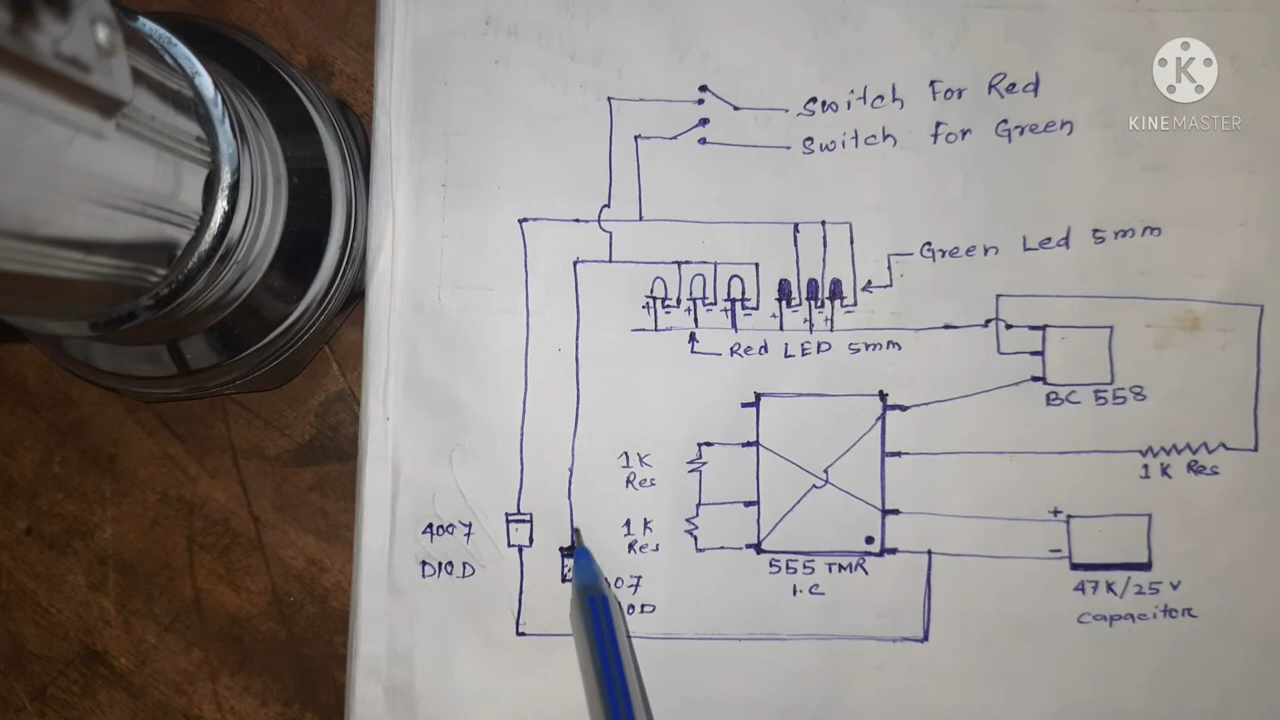 Switch For Red
Switch for Green
KINEMASTER
Green Led 5mm
Red LED 5mm
BC 558
1K
Res
1K Res
4007
DIOD
1K
Res
555 TMR
I.C
47K/25V
Capacitor